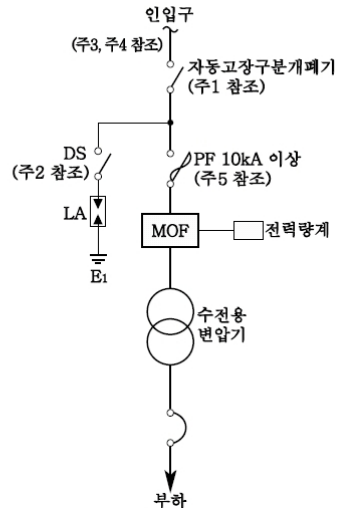 인입구
(주3, 주4 참조)
자동고장구분개폐기
(주1 참조)
DS
(주2 참조)
PF 10kA 이상
(주5 참조)
LA
MOF
전력량계
E1
수전용
변압기
부하